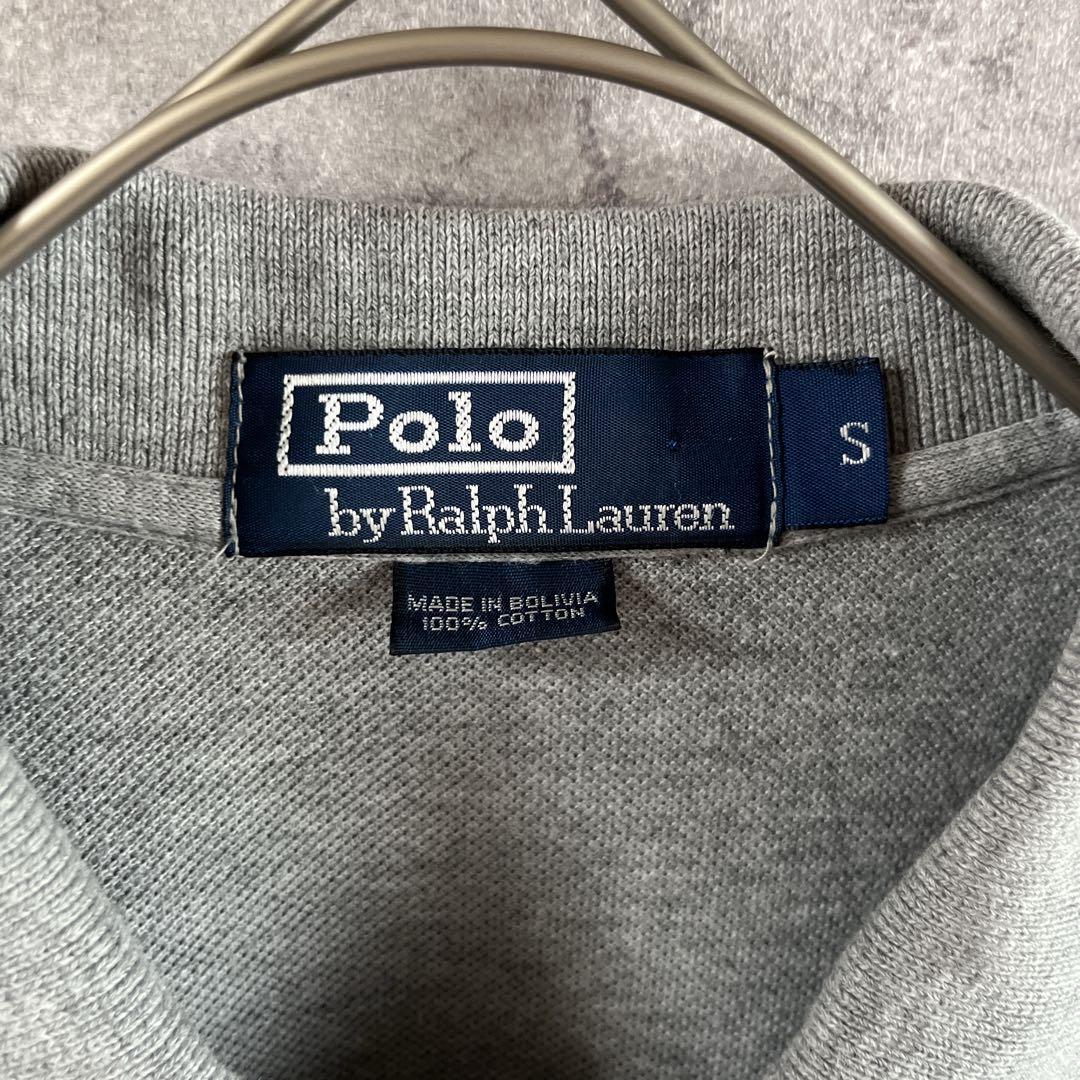 Polo
by Ralph Lauren
S
MADE IN BOLIVIA
100% COTTON